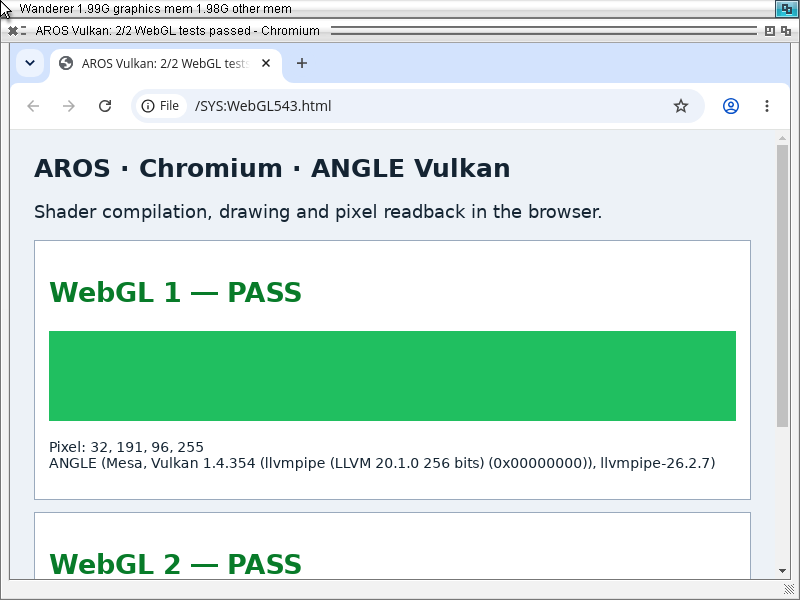 Wanderer 1.99G graphics mem 1.98G other mem
AROS Vulkan: 2/2 WebGL tests passed - Chromium
AROS Vulkan: 2/2 WebGL tests
File /SYS:WebGL543.html
AROS · Chromium · ANGLE Vulkan
Shader compilation, drawing and pixel readback in the browser.
WebGL 1 — PASS
Pixel: 32, 191, 96, 255
ANGLE (Mesa, Vulkan 1.4.354 (llvmpipe (LLVM 20.1.0 256 bits) (0x00000000)), llvmpipe-26.2.7)
WebGL 2 — PASS